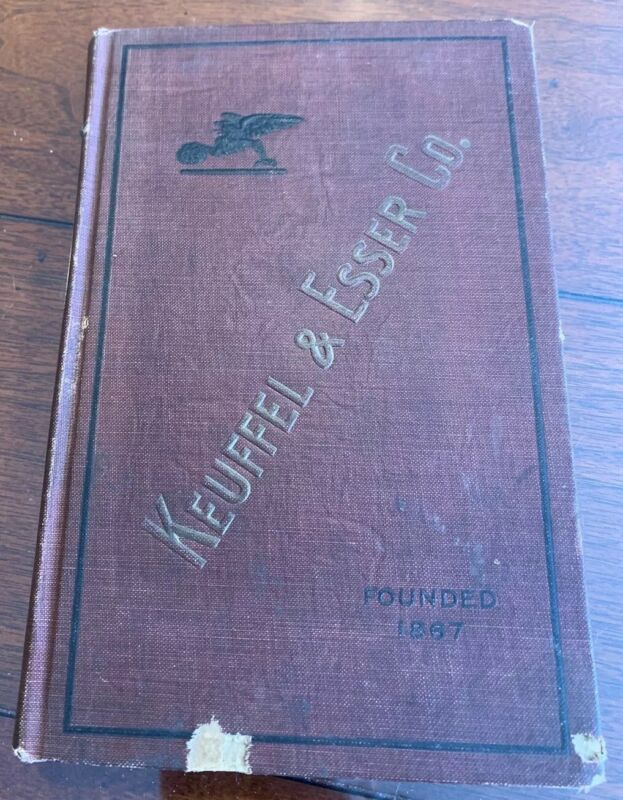 KEUFFEL & ESSER CO.
FOUNDED
1867